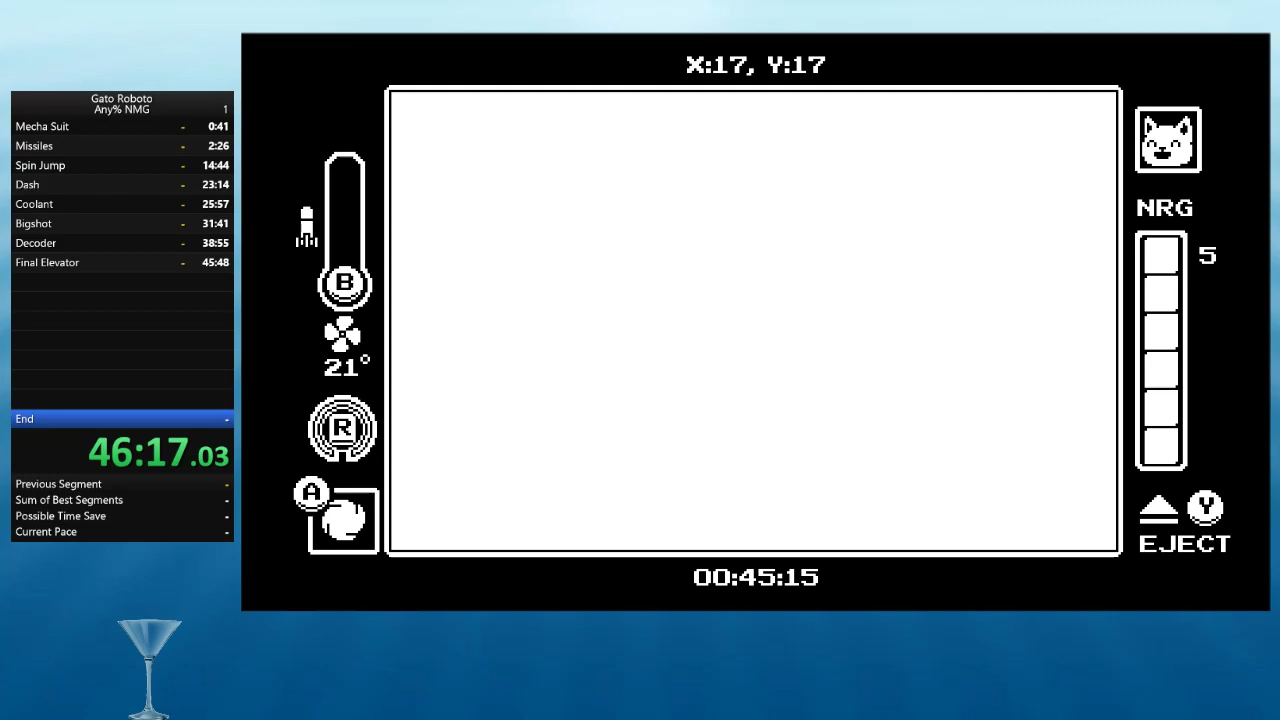 Gato Roboto
Any% NMG 1
Mecha Suit - 0:41
Missiles - 2:26
Spin Jump - 14:44
Dash - 23:14
Coolant - 25:57
Bigshot - 31:41
Decoder - 38:55
Final Elevator - 45:48
End -
46:17.03
Previous Segment -
Sum of Best Segments -
Possible Time Save -
Current Pace -
X:17, Y:17
B
21°
R
A
00:45:15
NRG
5
Y
EJECT